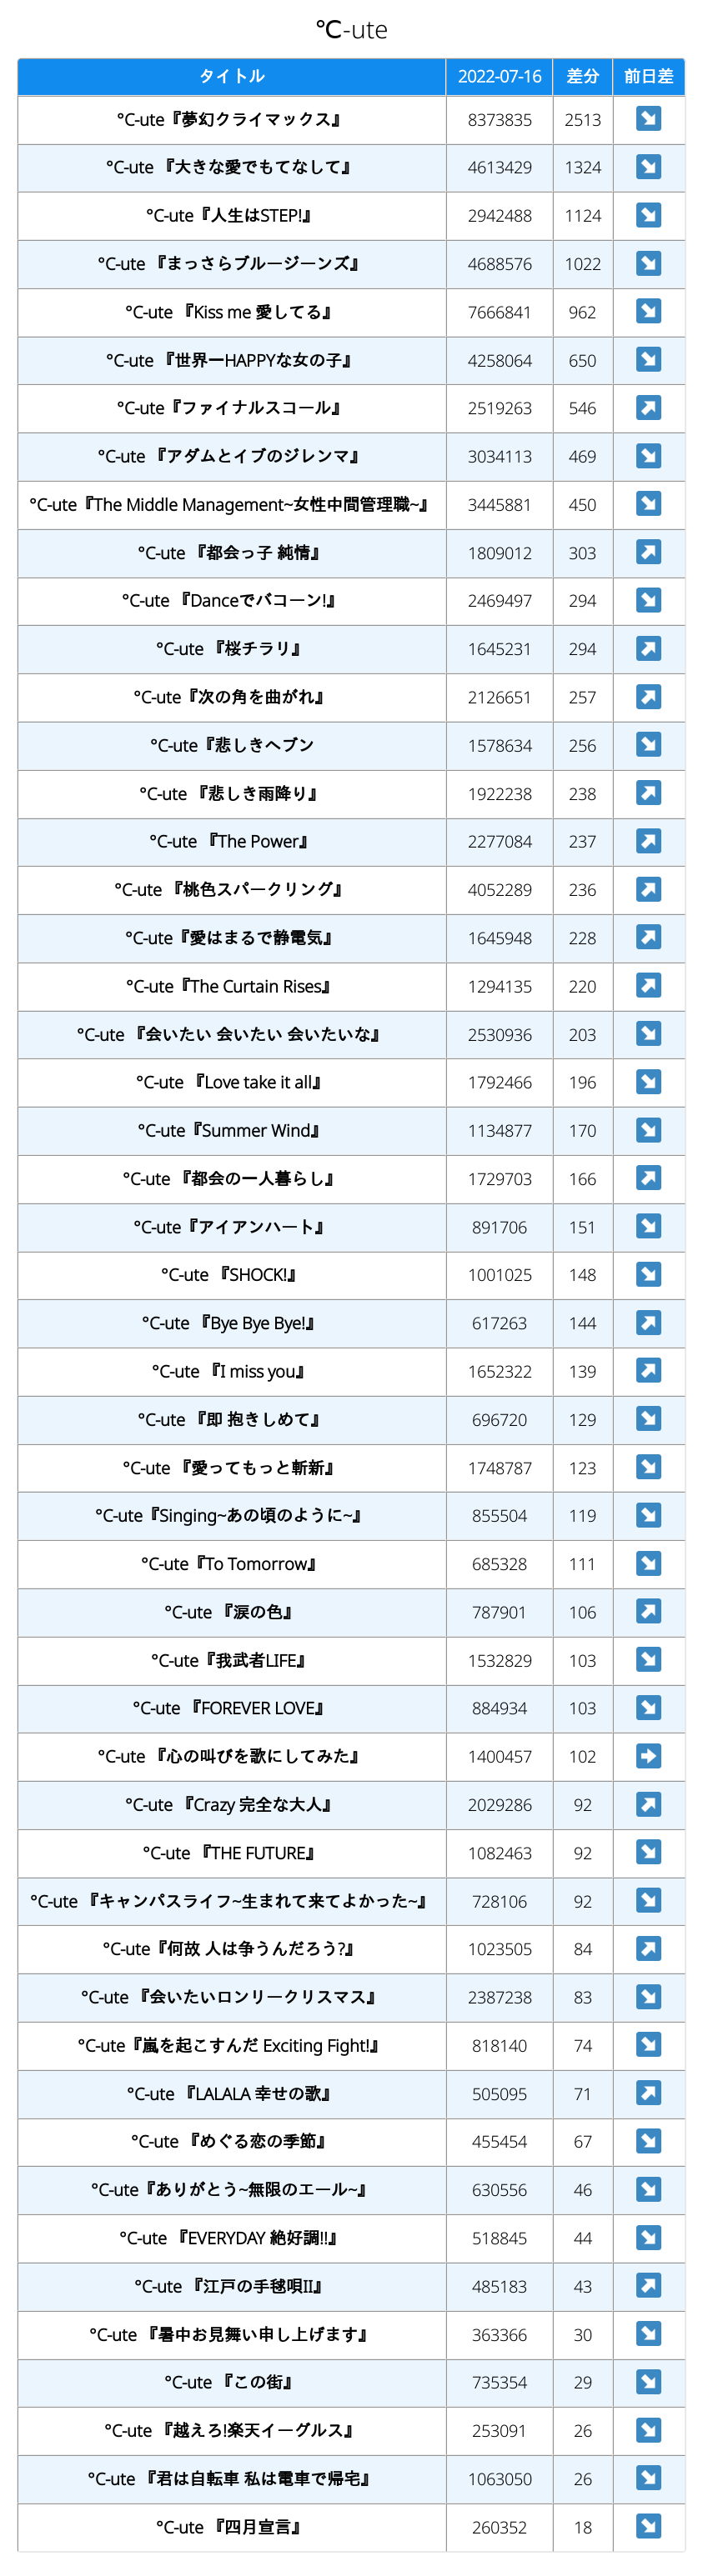 ℃-ute
タイトル 2022-07-16 差分 前日差
°C-ute『夢幻クライマックス』 8373835 2513 ↘
°C-ute 『大きな愛でもてなして』 4613429 1324 ↘
°C-ute『人生はSTEP!』 2942488 1124 ↘
°C-ute 『まっさらブルージーンズ』 4688576 1022 ↘
°C-ute 『Kiss me 愛してる』 7666841 962 ↘
°C-ute 『世界一HAPPYな女の子』 4258064 650 ↘
°C-ute『ファイナルスコール』 2519263 546 ↗
°C-ute 『アダムとイブのジレンマ』 3034113 469 ↘
°C-ute『The Middle Management~女性中間管理職~』 3445881 450 ↘
°C-ute 『都会っ子 純情』 1809012 303 ↗
°C-ute 『Danceでバコーン!』 2469497 294 ↘
°C-ute 『桜チラリ』 1645231 294 ↗
°C-ute『次の角を曲がれ』 2126651 257 ↗
°C-ute『悲しきヘブン 1578634 256 ↘
°C-ute 『悲しき雨降り』 1922238 238 ↗
°C-ute 『The Power』 2277084 237 ↗
°C-ute 『桃色スパークリング』 4052289 236 ↗
°C-ute『愛はまるで静電気』 1645948 228 ↗
°C-ute『The Curtain Rises』 1294135 220 ↗
°C-ute 『会いたい 会いたい 会いたいな』 2530936 203 ↘
°C-ute 『Love take it all』 1792466 196 ↘
°C-ute『Summer Wind』 1134877 170 ↘
°C-ute 『都会の一人暮らし』 1729703 166 ↗
°C-ute『アイアンハート』 891706 151 ↘
°C-ute 『SHOCK!』 1001025 148 ↘
°C-ute 『Bye Bye Bye!』 617263 144 ↗
°C-ute 『I miss you』 1652322 139 ↗
°C-ute 『即 抱きしめて』 696720 129 ↘
°C-ute 『愛ってもっと斬新』 1748787 123 ↘
°C-ute『Singing~あの頃のように~』 855504 119 ↘
°C-ute『To Tomorrow』 685328 111 ↘
°C-ute 『涙の色』 787901 106 ↗
°C-ute『我武者LIFE』 1532829 103 ↘
°C-ute 『FOREVER LOVE』 884934 103 ↘
°C-ute 『心の叫びを歌にしてみた』 1400457 102 ➡
°C-ute 『Crazy 完全な大人』 2029286 92 ↗
°C-ute 『THE FUTURE』 1082463 92 ↘
°C-ute 『キャンパスライフ~生まれて来てよかった~』 728106 92 ↘
°C-ute『何故 人は争うんだろう?』 1023505 84 ↗
°C-ute 『会いたいロンリークリスマス』 2387238 83 ↘
°C-ute『嵐を起こすんだ Exciting Fight!』 818140 74 ↘
°C-ute 『LALALA 幸せの歌』 505095 71 ↗
°C-ute 『めぐる恋の季節』 455454 67 ↘
°C-ute『ありがとう~無限のエール~』 630556 46 ↘
°C-ute 『EVERYDAY 絶好調!!』 518845 44 ↘
°C-ute 『江戸の手毬唄II』 485183 43 ↗
°C-ute 『暑中お見舞い申し上げます』 363366 30 ↘
°C-ute 『この街』 735354 29 ↘
°C-ute 『越えろ!楽天イーグルス』 253091 26 ↘
°C-ute 『君は自転車 私は電車で帰宅』 1063050 26 ↘
°C-ute 『四月宣言』 260352 18 ↘